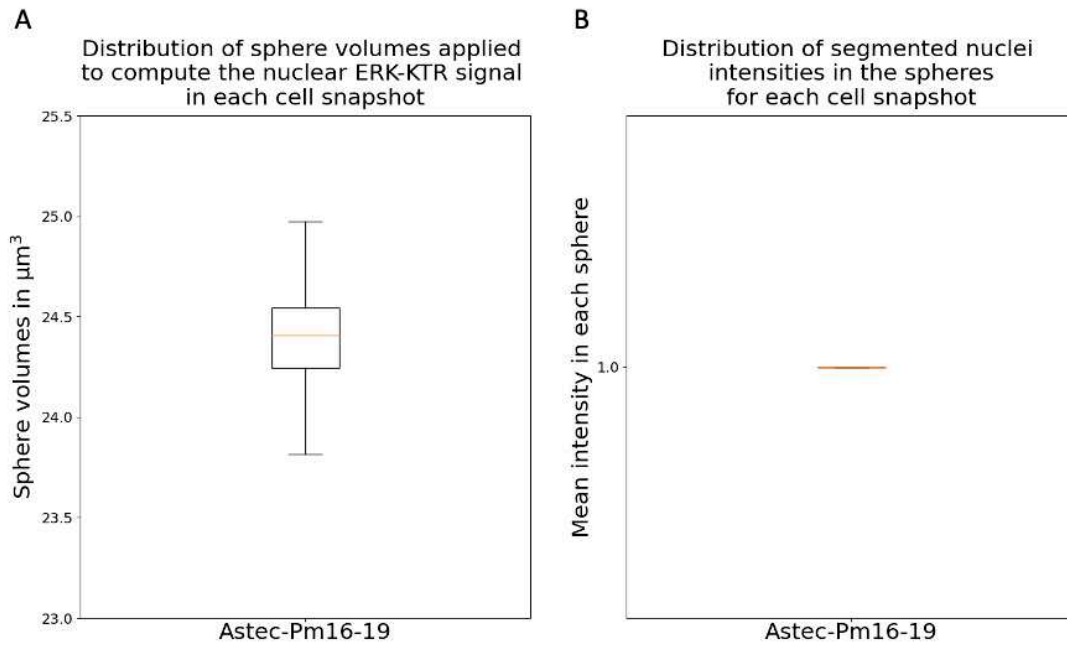 A
Distribution of sphere volumes applied
to compute the nuclear ERK-KTR signal
in each cell snapshot
25.5
25.0
24.5
24.0
23.5
23.0
Sphere volumes in μm³
Astec-Pm16-19
B
Distribution of segmented nuclei
intensities in the spheres
for each cell snapshot
1.0
Mean intensity in each sphere
Astec-Pm16-19